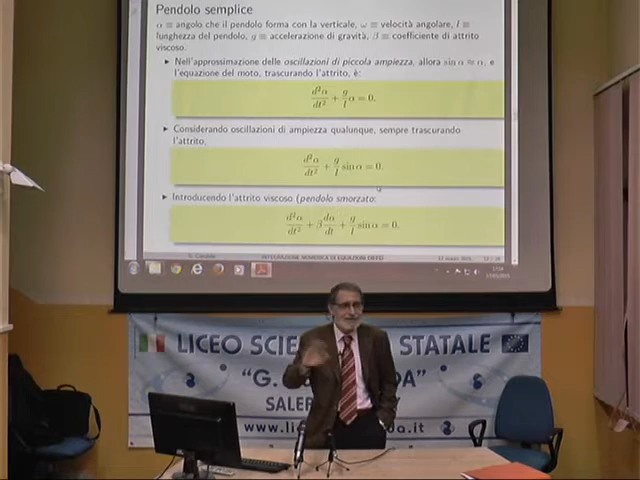 Pendolo semplice
α ≡ angolo che il pendolo forma con la verticale, ω ≡ velocità angolare, l ≡
lunghezza del pendolo, g ≡ accelerazione di gravità, β ≡ coefficiente di attrito
viscoso.
▶ Nell'approssimazione delle oscillazioni di piccola ampiezza, allora sin α ≈ α, e
l'equazione del moto, trascurando l'attrito, è:
d²α/dt² + g/l α = 0.
▶ Considerando oscillazioni di ampiezza qualunque, sempre trascurando
l'attrito,
d²α/dt² + g/l sin α = 0.
▶ Introducendo l'attrito viscoso (pendolo smorzato:
d²α/dt² + β dα/dt + g/l sin α = 0.
INTEGRAZIONE NUMERICA DI EQUAZIONI
LICEO SCIE STATALE
"G. DA"
SALER
www.li da.it